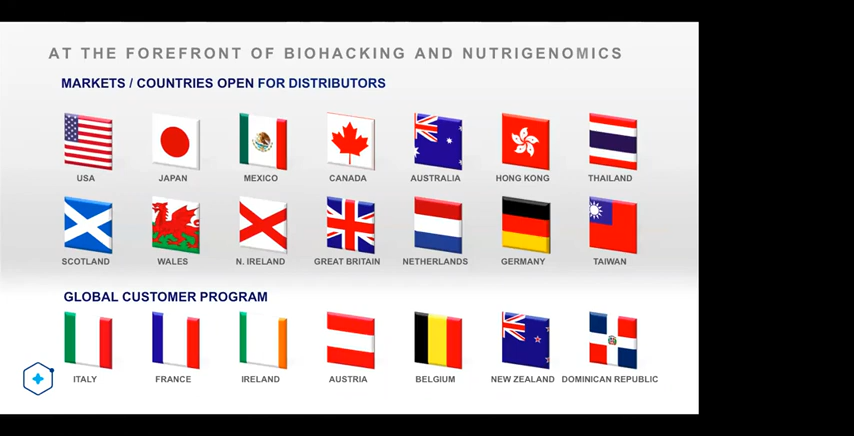 AT THE FOREFRONT OF BIOHACKING AND NUTRIGENOMICS
MARKETS / COUNTRIES OPEN FOR DISTRIBUTORS
USA JAPAN MEXICO CANADA AUSTRALIA HONG KONG THAILAND
SCOTLAND WALES N. IRELAND GREAT BRITAIN NETHERLANDS GERMANY TAIWAN
GLOBAL CUSTOMER PROGRAM
ITALY FRANCE IRELAND AUSTRIA BELGIUM NEW ZEALAND DOMINICAN REPUBLIC